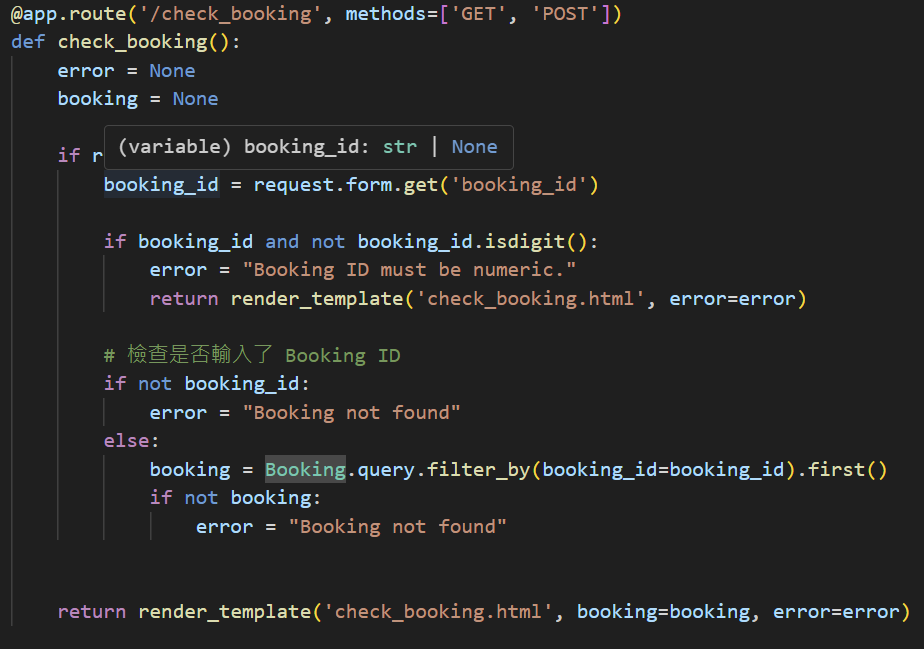 @app.route('/check_booking', methods=['GET', 'POST'])
def check_booking():
    error = None
    booking = None
(variable) booking_id: str | None
    if r
        booking_id = request.form.get('booking_id')
        if booking_id and not booking_id.isdigit():
            error = "Booking ID must be numeric."
            return render_template('check_booking.html', error=error)
        # 檢查是否輸入了 Booking ID
        if not booking_id:
            error = "Booking not found"
        else:
            booking = Booking.query.filter_by(booking_id=booking_id).first()
            if not booking:
                error = "Booking not found"
    return render_template('check_booking.html', booking=booking, error=error)